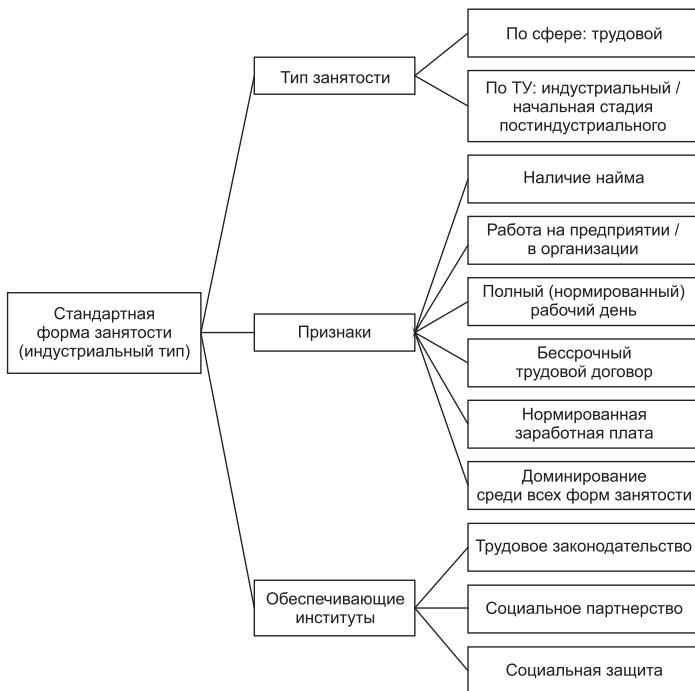 Стандартная
форма занятости
(индустриальный тип)
Тип занятости
По сфере: трудовой
По ТУ: индустриальный /
начальная стадия
постиндустриального
Признаки
Наличие найма
Работа на предприятии /
в организации
Полный (нормированный)
рабочий день
Бессрочный
трудовой договор
Нормированная
заработная плата
Доминирование
среди всех форм занятости
Обеспечивающие
институты
Трудовое законодательство
Социальное партнерство
Социальная защита